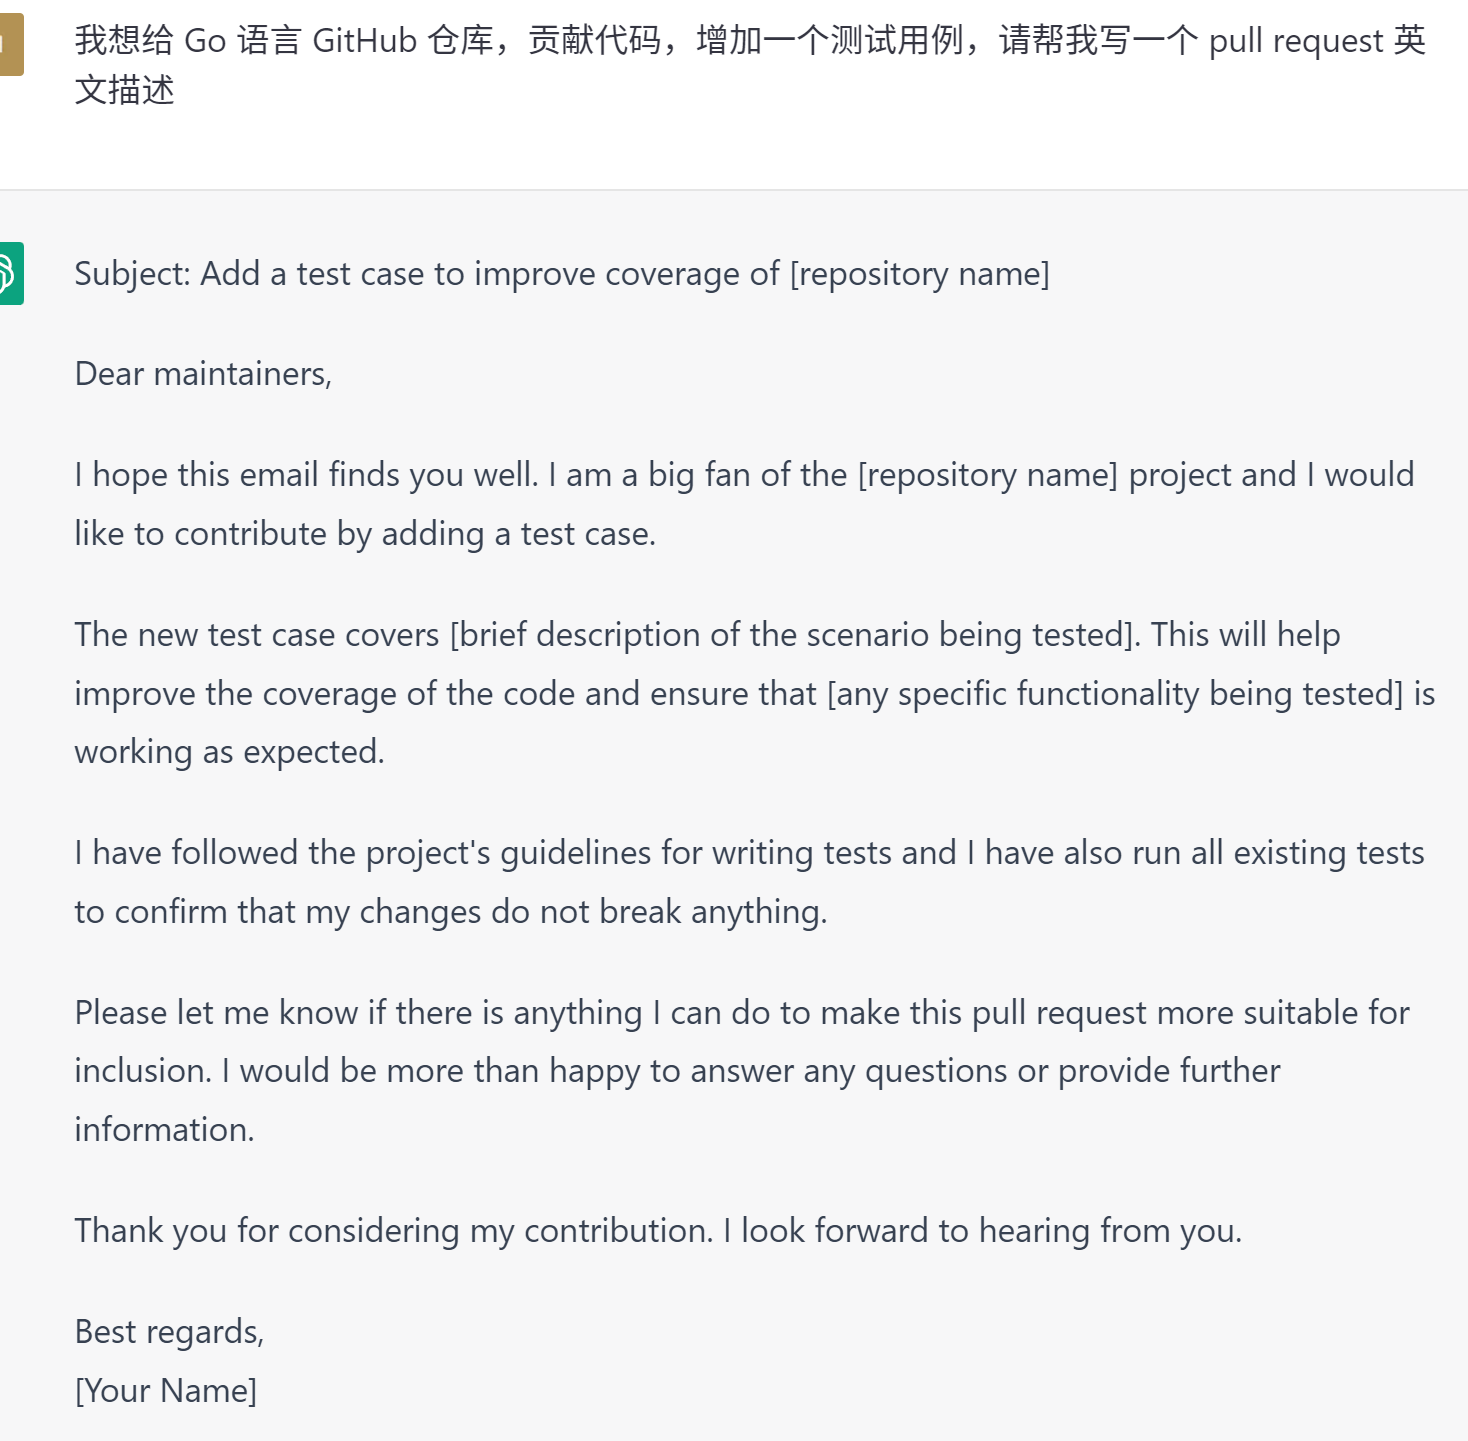 我想给 Go 语言 GitHub 仓库，贡献代码，增加一个测试用例，请帮我写一个 pull request 英
文描述
Subject: Add a test case to improve coverage of [repository name]
Dear maintainers,
I hope this email finds you well. I am a big fan of the [repository name] project and I would
like to contribute by adding a test case.
The new test case covers [brief description of the scenario being tested]. This will help
improve the coverage of the code and ensure that [any specific functionality being tested] is
working as expected.
I have followed the project's guidelines for writing tests and I have also run all existing tests
to confirm that my changes do not break anything.
Please let me know if there is anything I can do to make this pull request more suitable for
inclusion. I would be more than happy to answer any questions or provide further
information.
Thank you for considering my contribution. I look forward to hearing from you.
Best regards,
[Your Name]